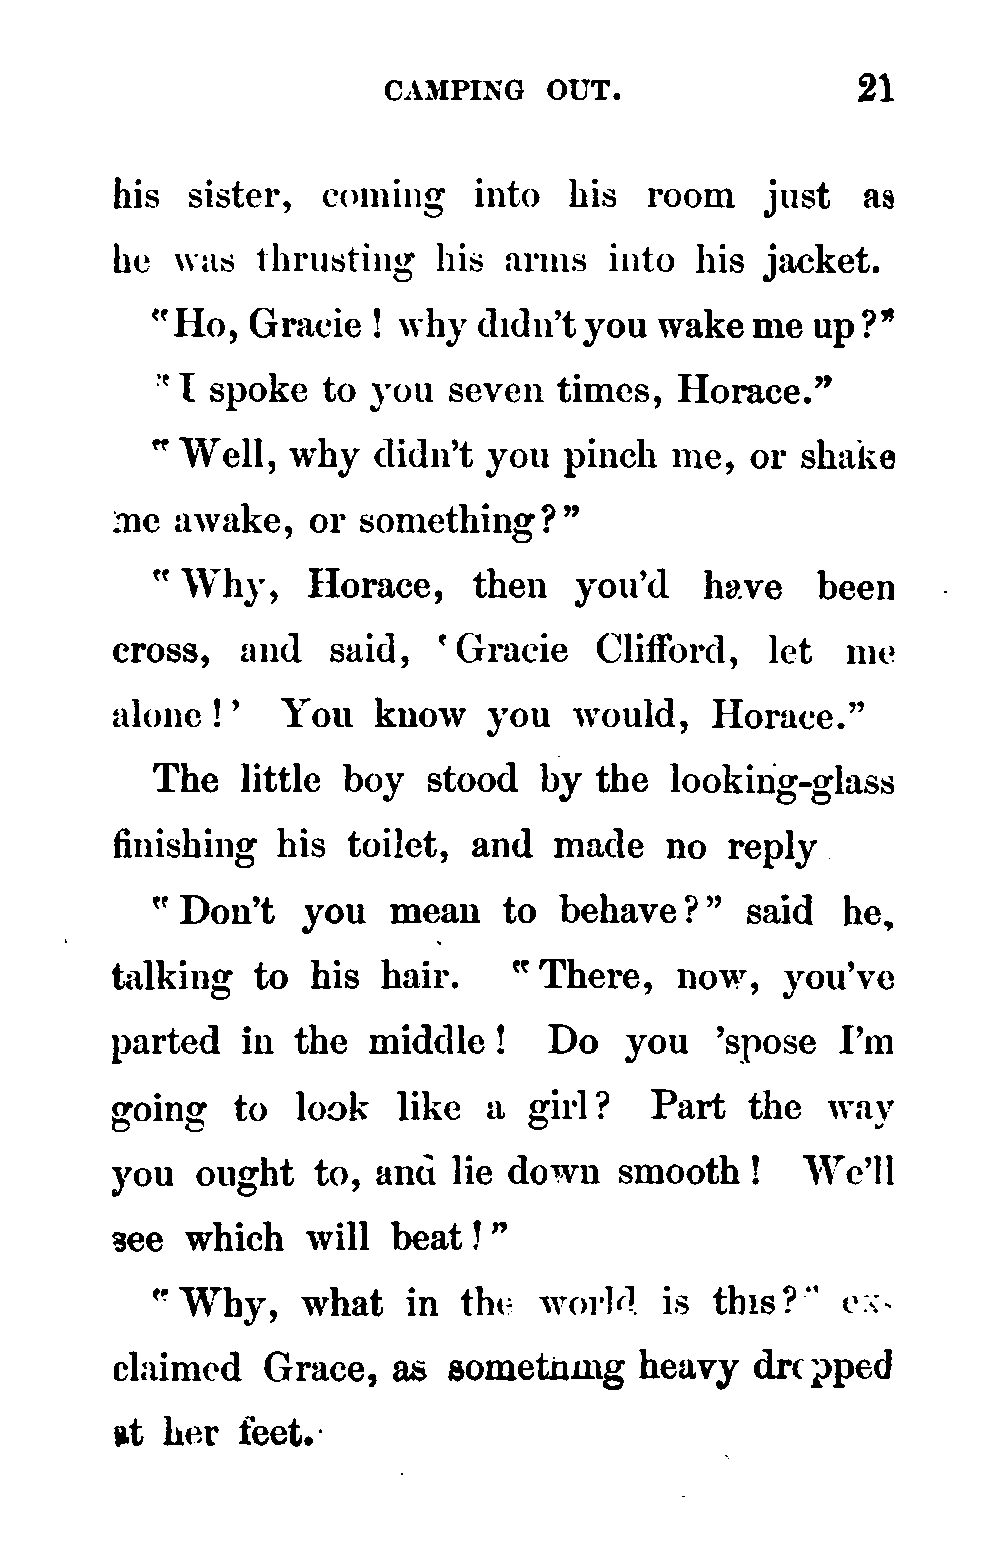 CAMPING OUT. 21
his sister, coming into his room just as
he was thrusting his arms into his jacket.
"Ho, Gracie! why didn't you wake me up?"
"I spoke to you seven times, Horace."
"Well, why didn't you pinch me, or shake
me awake, or something?"
"Why, Horace, then you'd have been
cross, and said, 'Gracie Clifford, let me
alone!' You know you would, Horace."
The little boy stood by the looking-glass
finishing his toilet, and made no reply
"Don't you mean to behave?" said he,
talking to his hair. "There, now, you've
parted in the middle! Do you 'spose I'm
going to look like a girl? Part the way
you ought to, and lie down smooth! We'll
see which will beat!"
"Why, what in the world is this?" ex-
claimed Grace, as something heavy dropped
at her feet.